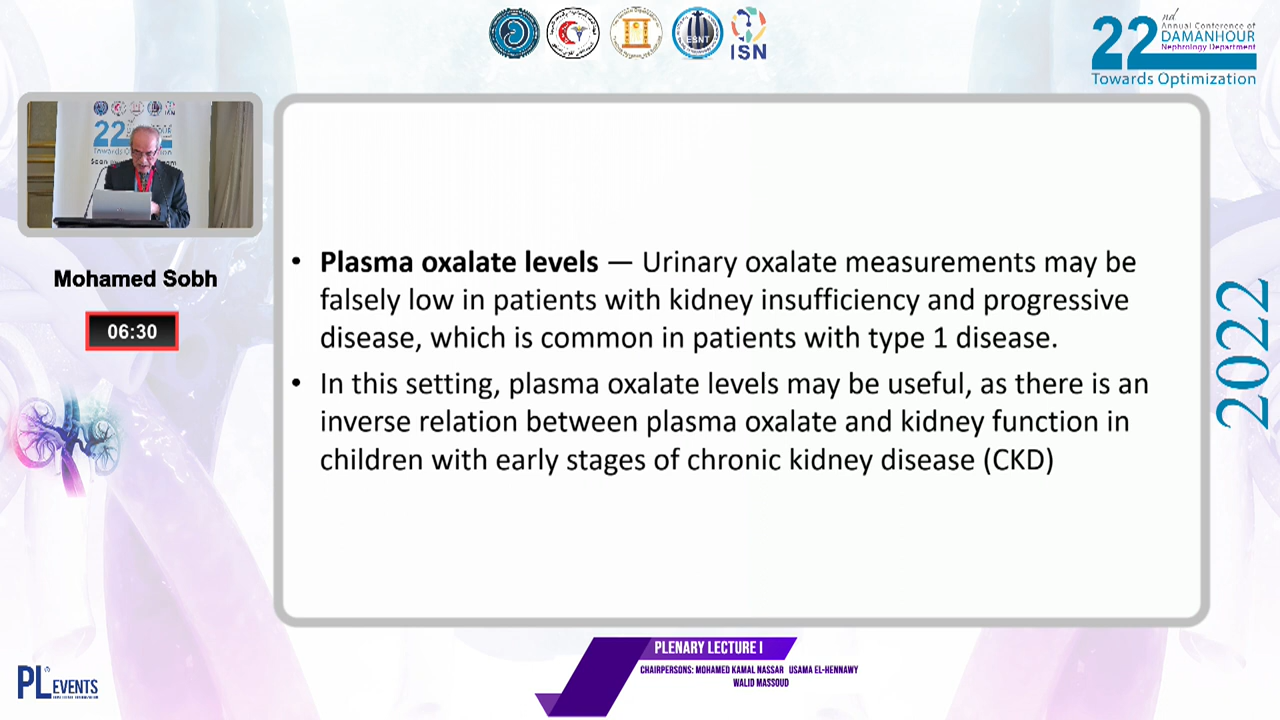 ESNT
ISN
22nd
Annual Conference of
DAMANHOUR
Nephrology Department
Towards Optimization
22
Towards Optimization
Mohamed Sobh
06:30
• Plasma oxalate levels — Urinary oxalate measurements may be
falsely low in patients with kidney insufficiency and progressive
disease, which is common in patients with type 1 disease.
• In this setting, plasma oxalate levels may be useful, as there is an
inverse relation between plasma oxalate and kidney function in
children with early stages of chronic kidney disease (CKD)
2022
PLENARY LECTURE I
CHAIRPERSONS: MOHAMED KAMAL NASSAR USAMA EL-HENNAWY
WALID MASSOUD
PL EVENTS